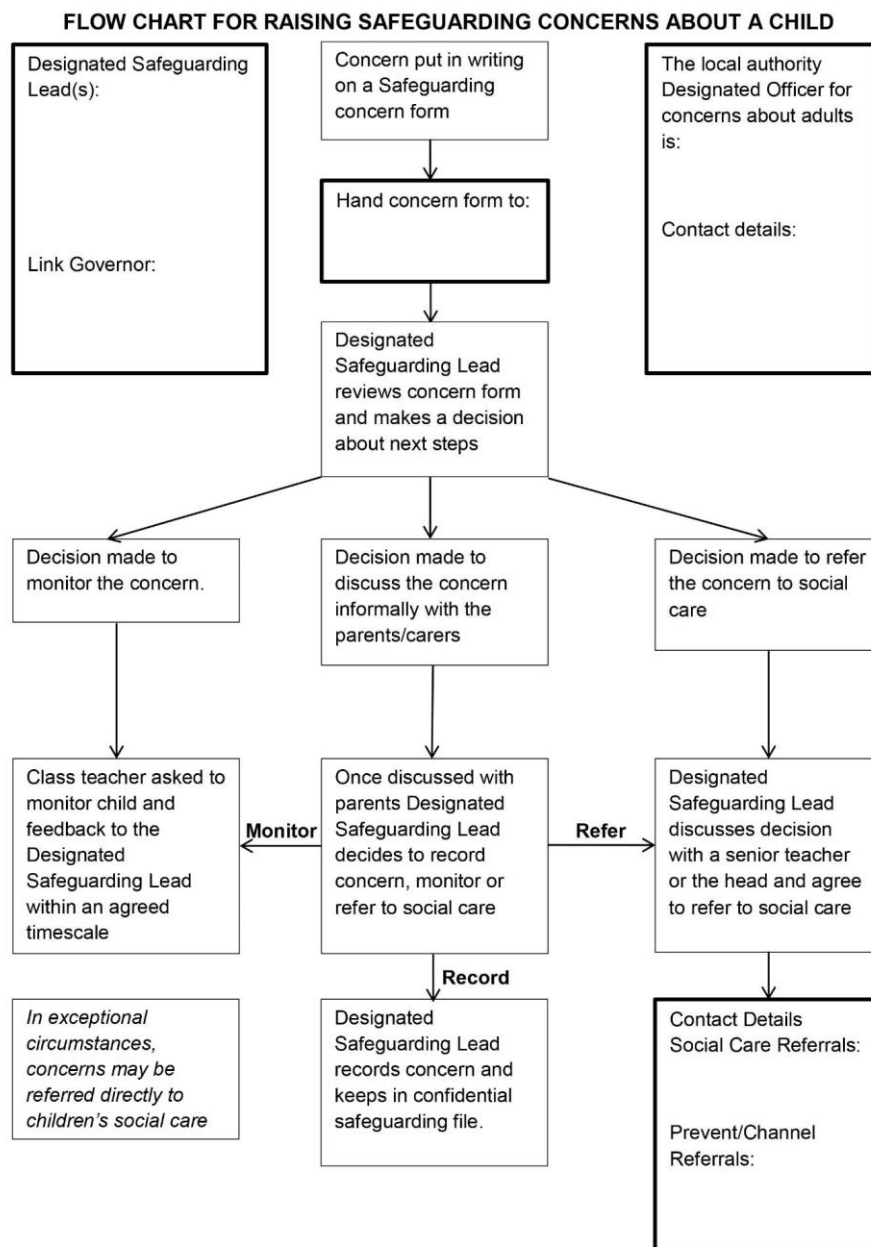 FLOW CHART FOR RAISING SAFEGUARDING CONCERNS ABOUT A CHILD
Designated Safeguarding
Lead(s):
Link Governor:
Concern put in writing
on a Safeguarding
concern form
The local authority
Designated Officer for
concerns about adults
is:
Contact details:
Hand concern form to:
Designated
Safeguarding Lead
reviews concern form
and makes a decision
about next steps
Decision made to
monitor the concern.
Decision made to
discuss the concern
informally with the
parents/carers
Decision made to refer
the concern to social
care
Class teacher asked to
monitor child and
feedback to the
Designated
Safeguarding Lead
within an agreed
timescale
Monitor
Once discussed with
parents Designated
Safeguarding Lead
decides to record
concern, monitor or
refer to social care
Refer
Designated
Safeguarding Lead
discusses decision
with a senior teacher
or the head and agree
to refer to social care
Record
In exceptional
circumstances,
concerns may be
referred directly to
children's social care
Designated
Safeguarding Lead
records concern and
keeps in confidential
safeguarding file.
Contact Details
Social Care Referrals:
Prevent/Channel
Referrals: